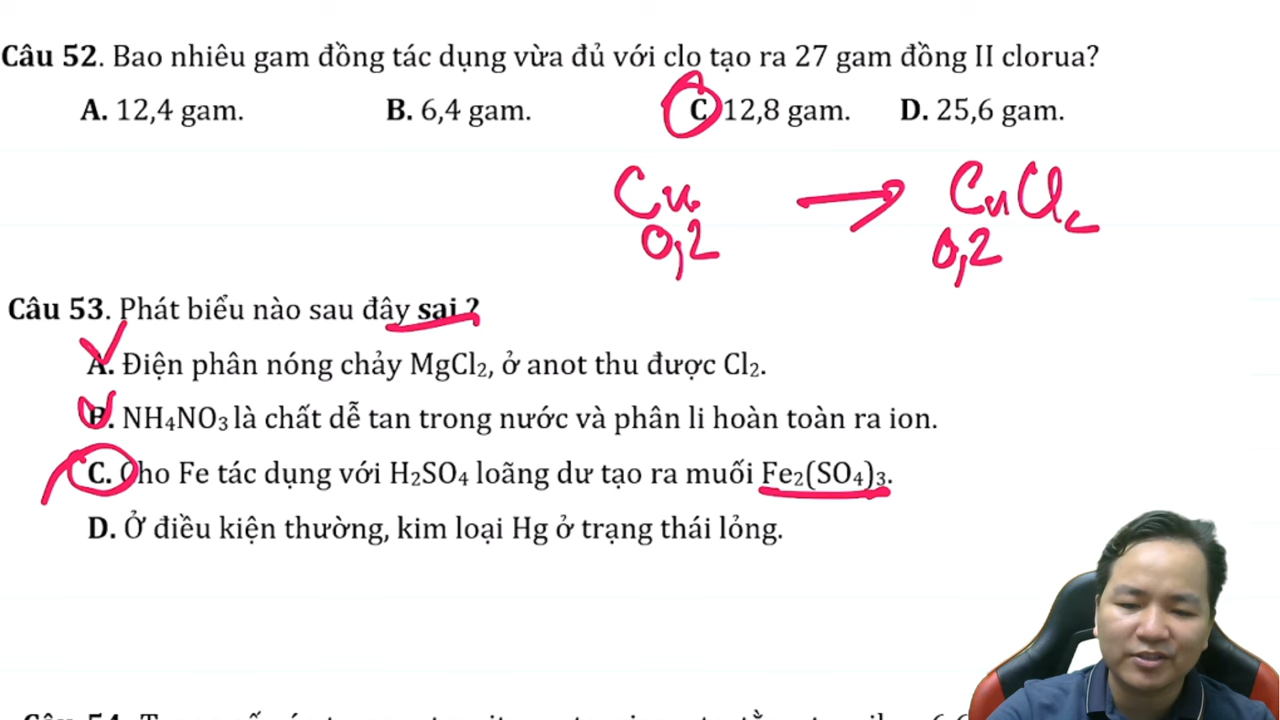 Câu 52. Bao nhiêu gam đồng tác dụng vừa đủ với clo tạo ra 27 gam đồng II clorua?
A. 12,4 gam. B. 6,4 gam. C 12,8 gam. D. 25,6 gam.
Cu → CuCl2
0,2 0,2
Câu 53. Phát biểu nào sau đây sai ?
A. Điện phân nóng chảy MgCl₂, ở anot thu được Cl₂.
B. NH₄NO₃ là chất dễ tan trong nước và phân li hoàn toàn ra ion.
C. Cho Fe tác dụng với H₂SO₄ loãng dư tạo ra muối Fe₂(SO₄)₃.
D. Ở điều kiện thường, kim loại Hg ở trạng thái lỏng.